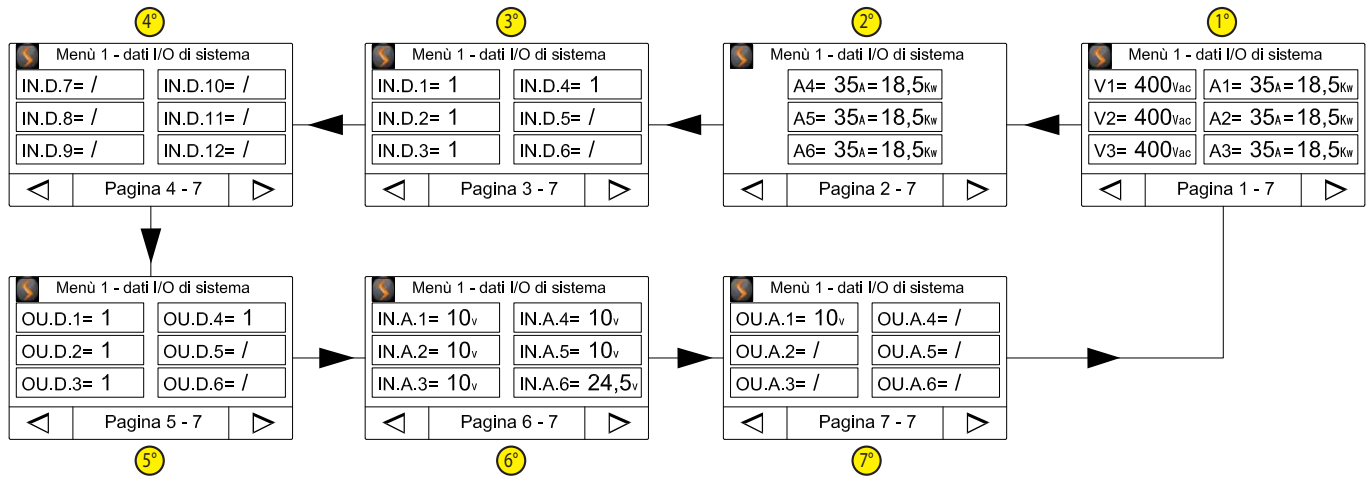 4°
3°
2°
1°
Menù 1 - dati I/O di sistema
IN.D.7= / IN.D.10= /
IN.D.8= / IN.D.11= /
IN.D.9= / IN.D.12= /
Pagina 4 - 7
Menù 1 - dati I/O di sistema
IN.D.1= 1 IN.D.4= 1
IN.D.2= 1 IN.D.5= /
IN.D.3= 1 IN.D.6= /
Pagina 3 - 7
Menù 1 - dati I/O di sistema
A4= 35A=18,5Kw
A5= 35A=18,5Kw
A6= 35A=18,5Kw
Pagina 2 - 7
Menù 1 - dati I/O di sistema
V1= 400Vac A1= 35A=18,5Kw
V2= 400Vac A2= 35A=18,5Kw
V3= 400Vac A3= 35A=18,5Kw
Pagina 1 - 7
Menù 1 - dati I/O di sistema
OU.D.1= 1 OU.D.4= 1
OU.D.2= 1 OU.D.5= /
OU.D.3= 1 OU.D.6= /
Pagina 5 - 7
Menù 1 - dati I/O di sistema
IN.A.1= 10v IN.A.4= 10v
IN.A.2= 10v IN.A.5= 10v
IN.A.3= 10v IN.A.6= 24,5v
Pagina 6 - 7
Menù 1 - dati I/O di sistema
OU.A.1= 10v OU.A.4= /
OU.A.2= / OU.A.5= /
OU.A.3= / OU.A.6= /
Pagina 7 - 7
5°
6°
7°